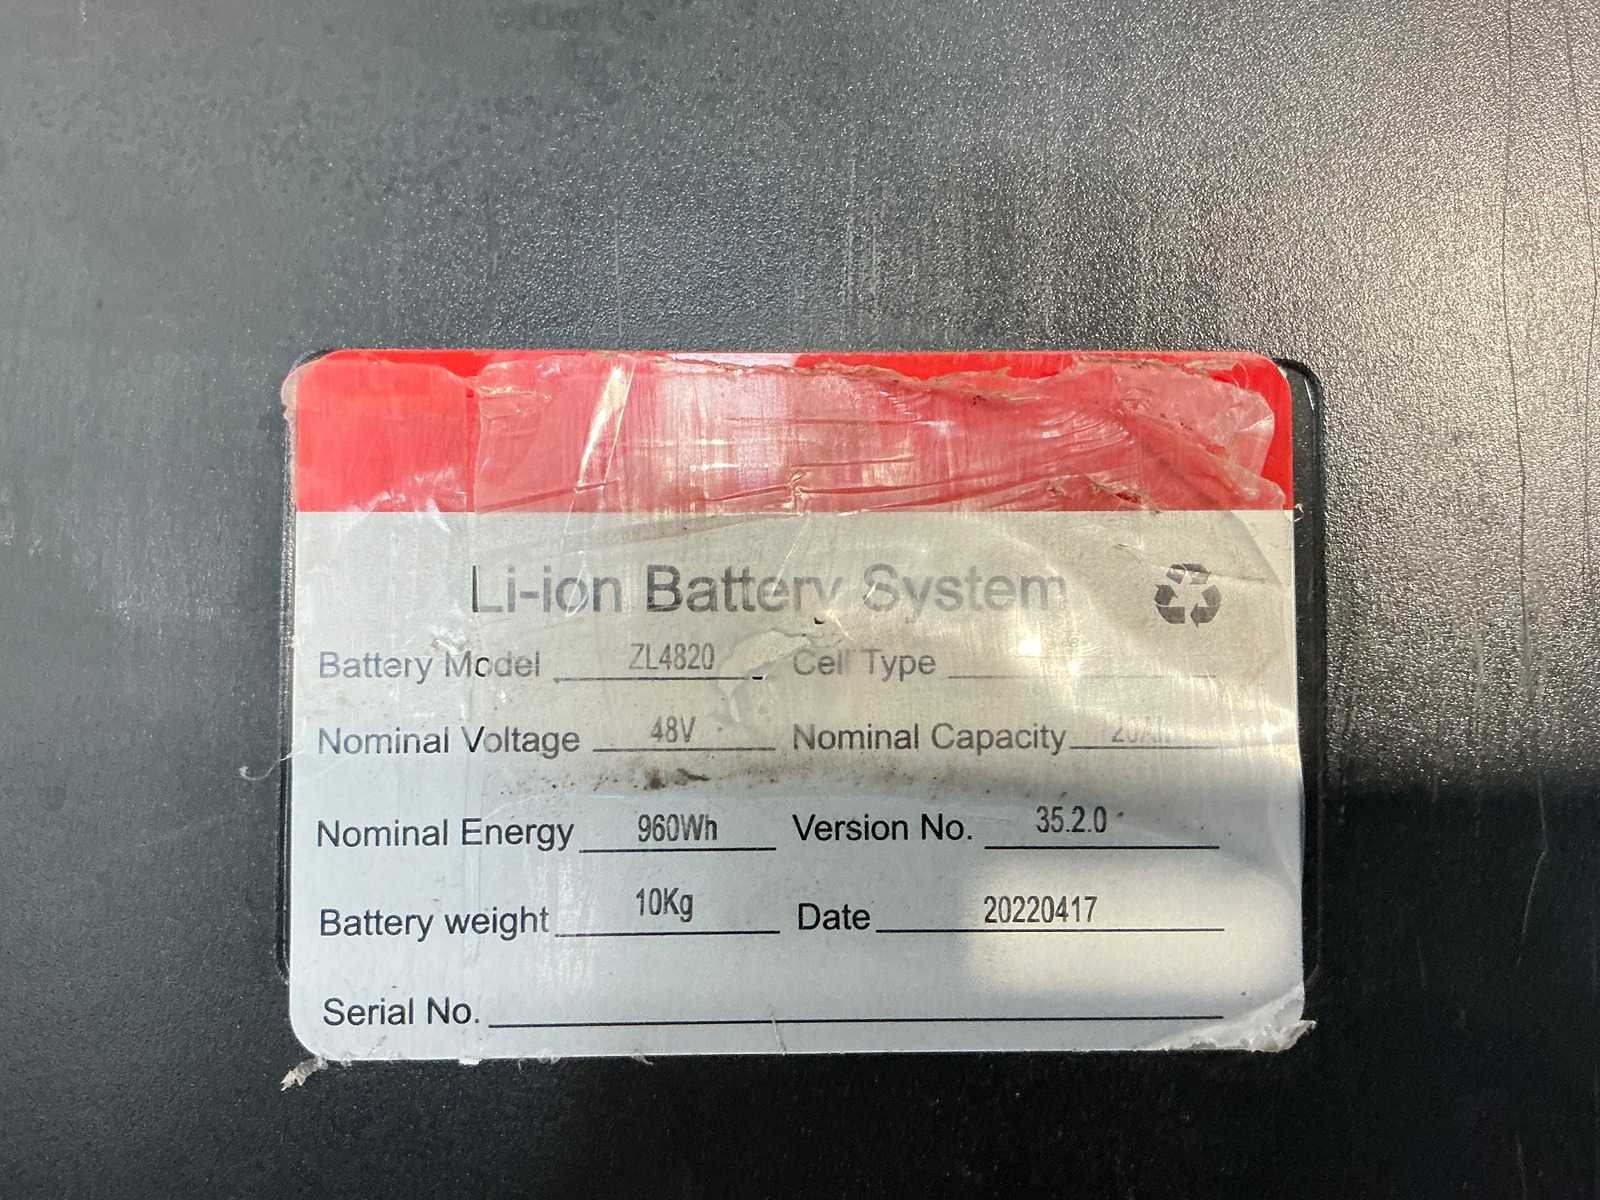 Li-ion Battery System
Battery Model ZL4820 Cell Type
Nominal Voltage 48V Nominal Capacity 20Ah
Nominal Energy 960Wh Version No. 35.2.0
Battery weight 10Kg Date 20220417
Serial No.